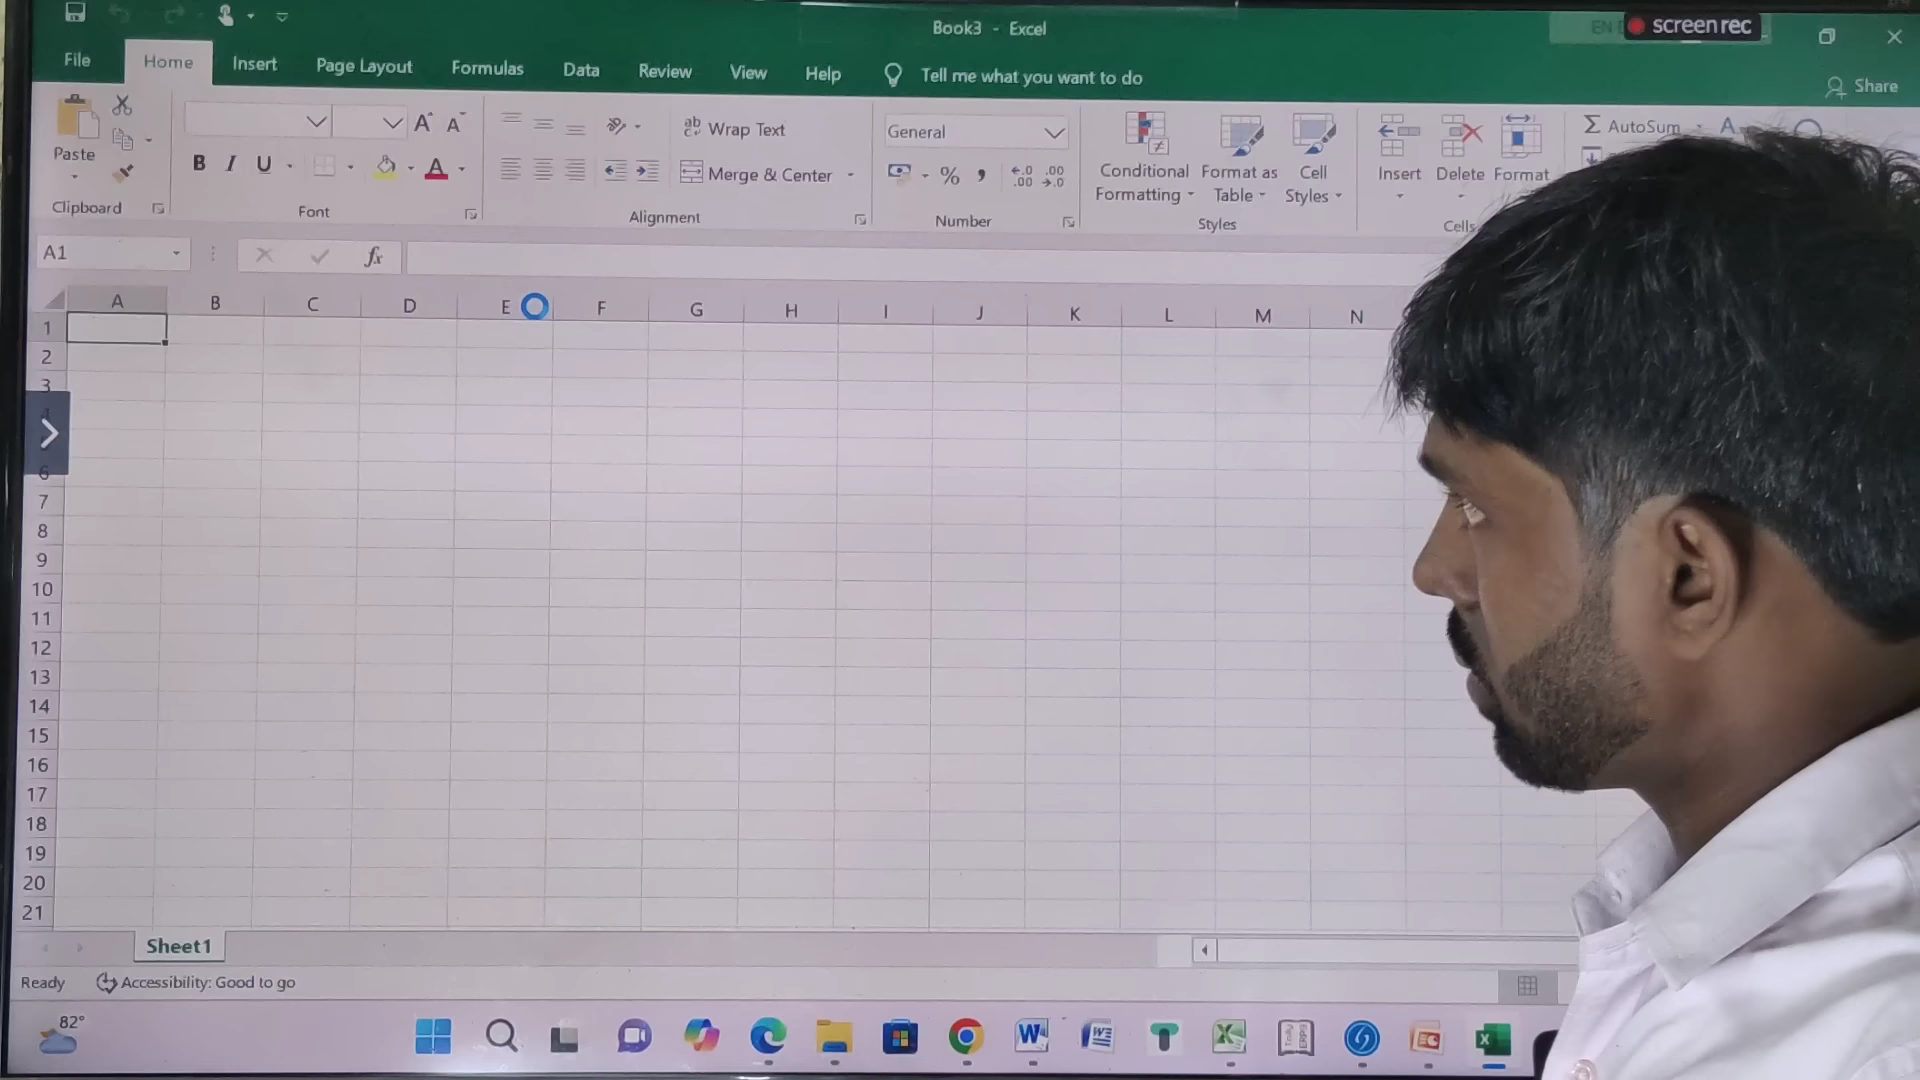 Book3 - Excel
screenrec
File Home Insert Page Layout Formulas Data Review View Help Tell me what you want to do
Share
Paste
Clipboard
B I U
A A
A
Font
ab
Wrap Text
Merge & Center
Alignment
General
%
Number
Conditional
Formatting
Format as
Table
Cell
Styles
Styles
Insert
Delete
Format
Cells
Σ AutoSum
A1
fx
A B C D E F G H I J K L M N
1
2
3
6
7
8
9
10
11
12
13
14
15
16
17
18
19
20
21
Sheet1
Ready
Accessibility: Good to go
82°